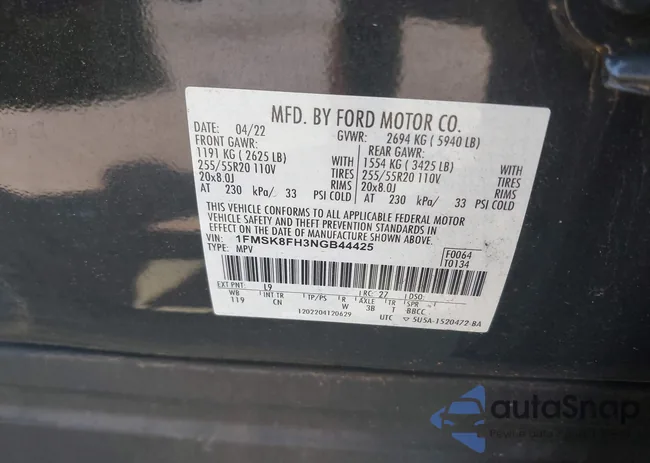 MFD. BY FORD MOTOR CO.
DATE: 04/22 GVWR: 2694 KG ( 5940 LB)
FRONT GAWR: REAR GAWR:
1191 KG ( 2625 LB) WITH 1554 KG ( 3425 LB) WITH
255/55R20 110V TIRES 255/55R20 110V TIRES
20x8.0J RIMS 20x8.0J RIMS
AT 230 kPa/ 33 PSI COLD AT 230 kPa/ 33 PSI COLD
THIS VEHICLE CONFORMS TO ALL APPLICABLE FEDERAL MOTOR
VEHICLE SAFETY AND THEFT PREVENTION STANDARDS IN
EFFECT ON THE DATE OF MANUFACTURE SHOWN ABOVE.
VIN: 1FMSK8FH3NGB44425 F0064
TYPE: MPV T0134
EXT PNT: L9 RC: 27 DSO:
WB INT TR TP/PS R AXLE TR SPR
119 CN W 3B T BBCC
1202204120629 UTC 5U5A-1520472-BA
autoSnap